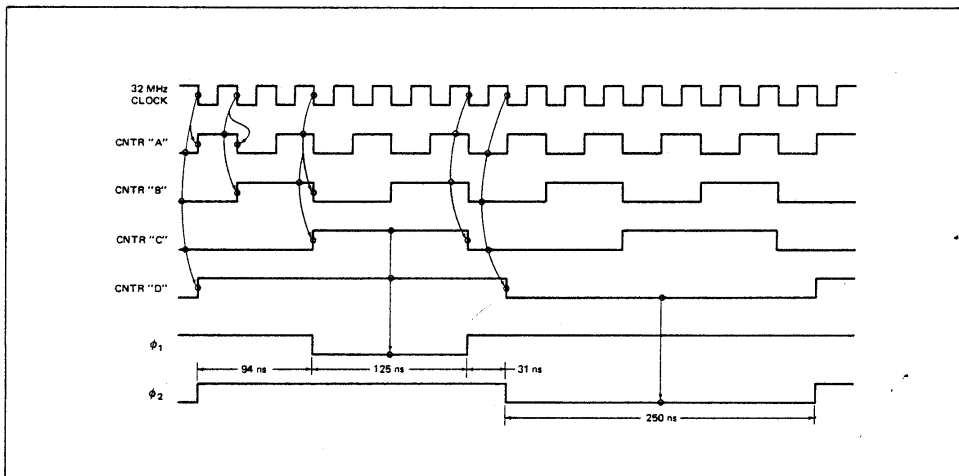 32 MHz
CLOCK
CNTR "A"
CNTR "B"
CNTR "C"
CNTR "D"
ϕ1
94 ns
125 ns
31 ns
ϕ2
250 ns